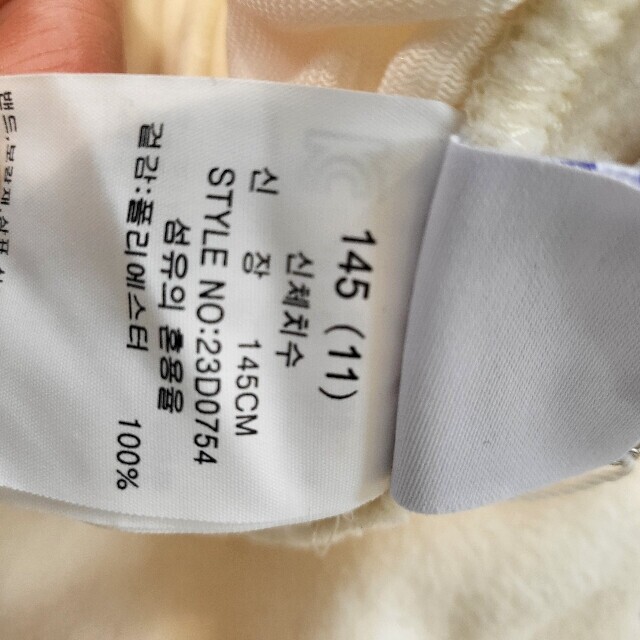 145 (11)
신체치수
신 장 145CM
STYLE NO:23D0754
섬유의 혼용율
겉감:폴리에스터 100%